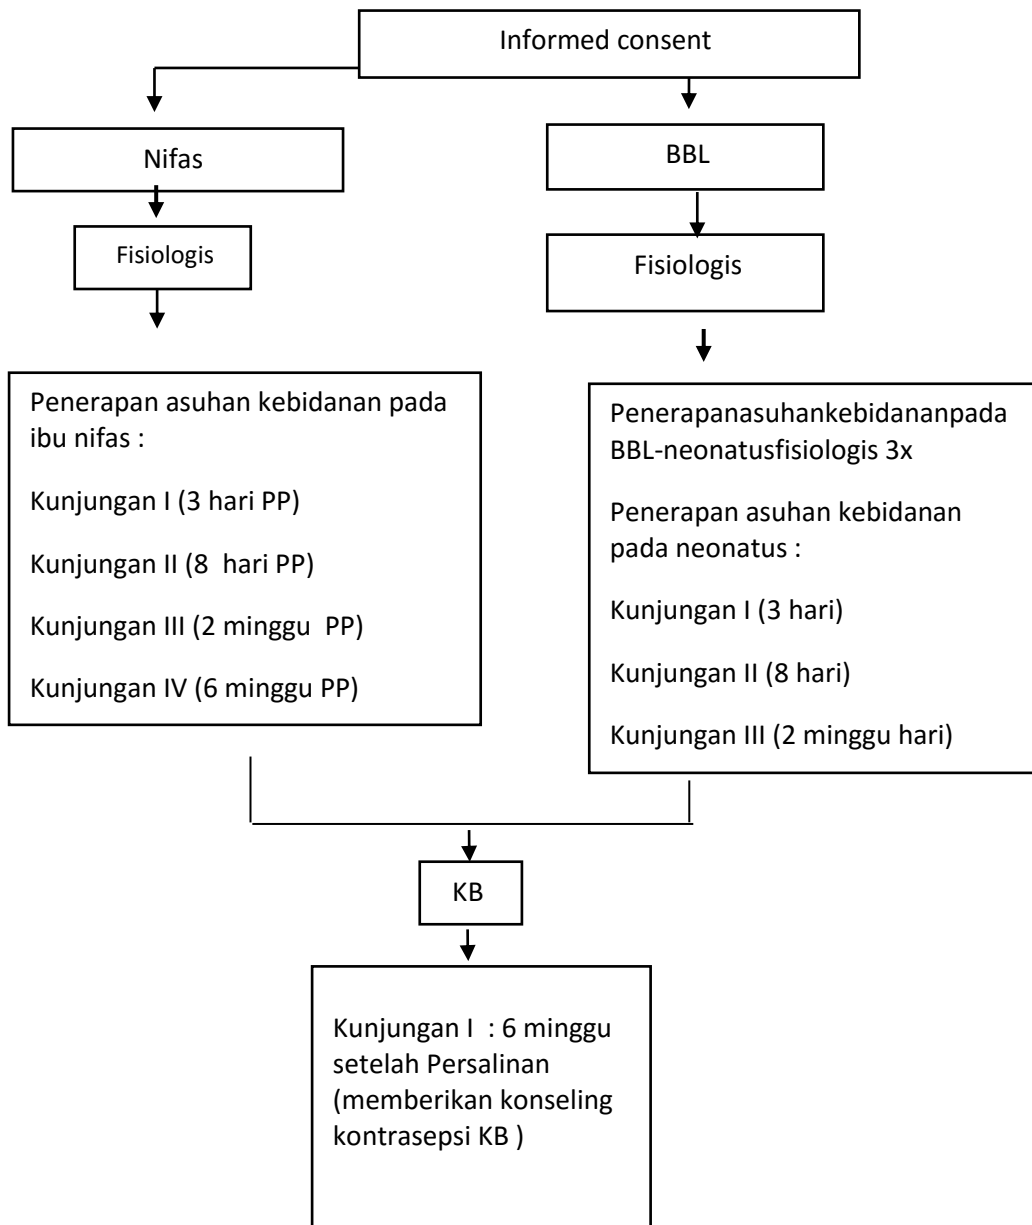 Informed consent
Nifas
BBL
Fisiologis
Fisiologis
Penerapan asuhan kebidanan pada
ibu nifas :
Kunjungan I (3 hari PP)
Kunjungan II (8 hari PP)
Kunjungan III (2 minggu PP)
Kunjungan IV (6 minggu PP)
Penerapanasuhankebidananpada
BBL-neonatusfisiologis 3x
Penerapan asuhan kebidanan
pada neonatus :
Kunjungan I (3 hari)
Kunjungan II (8 hari)
Kunjungan III (2 minggu hari)
KB
Kunjungan I : 6 minggu
setelah Persalinan
(memberikan konseling
kontrasepsi KB )